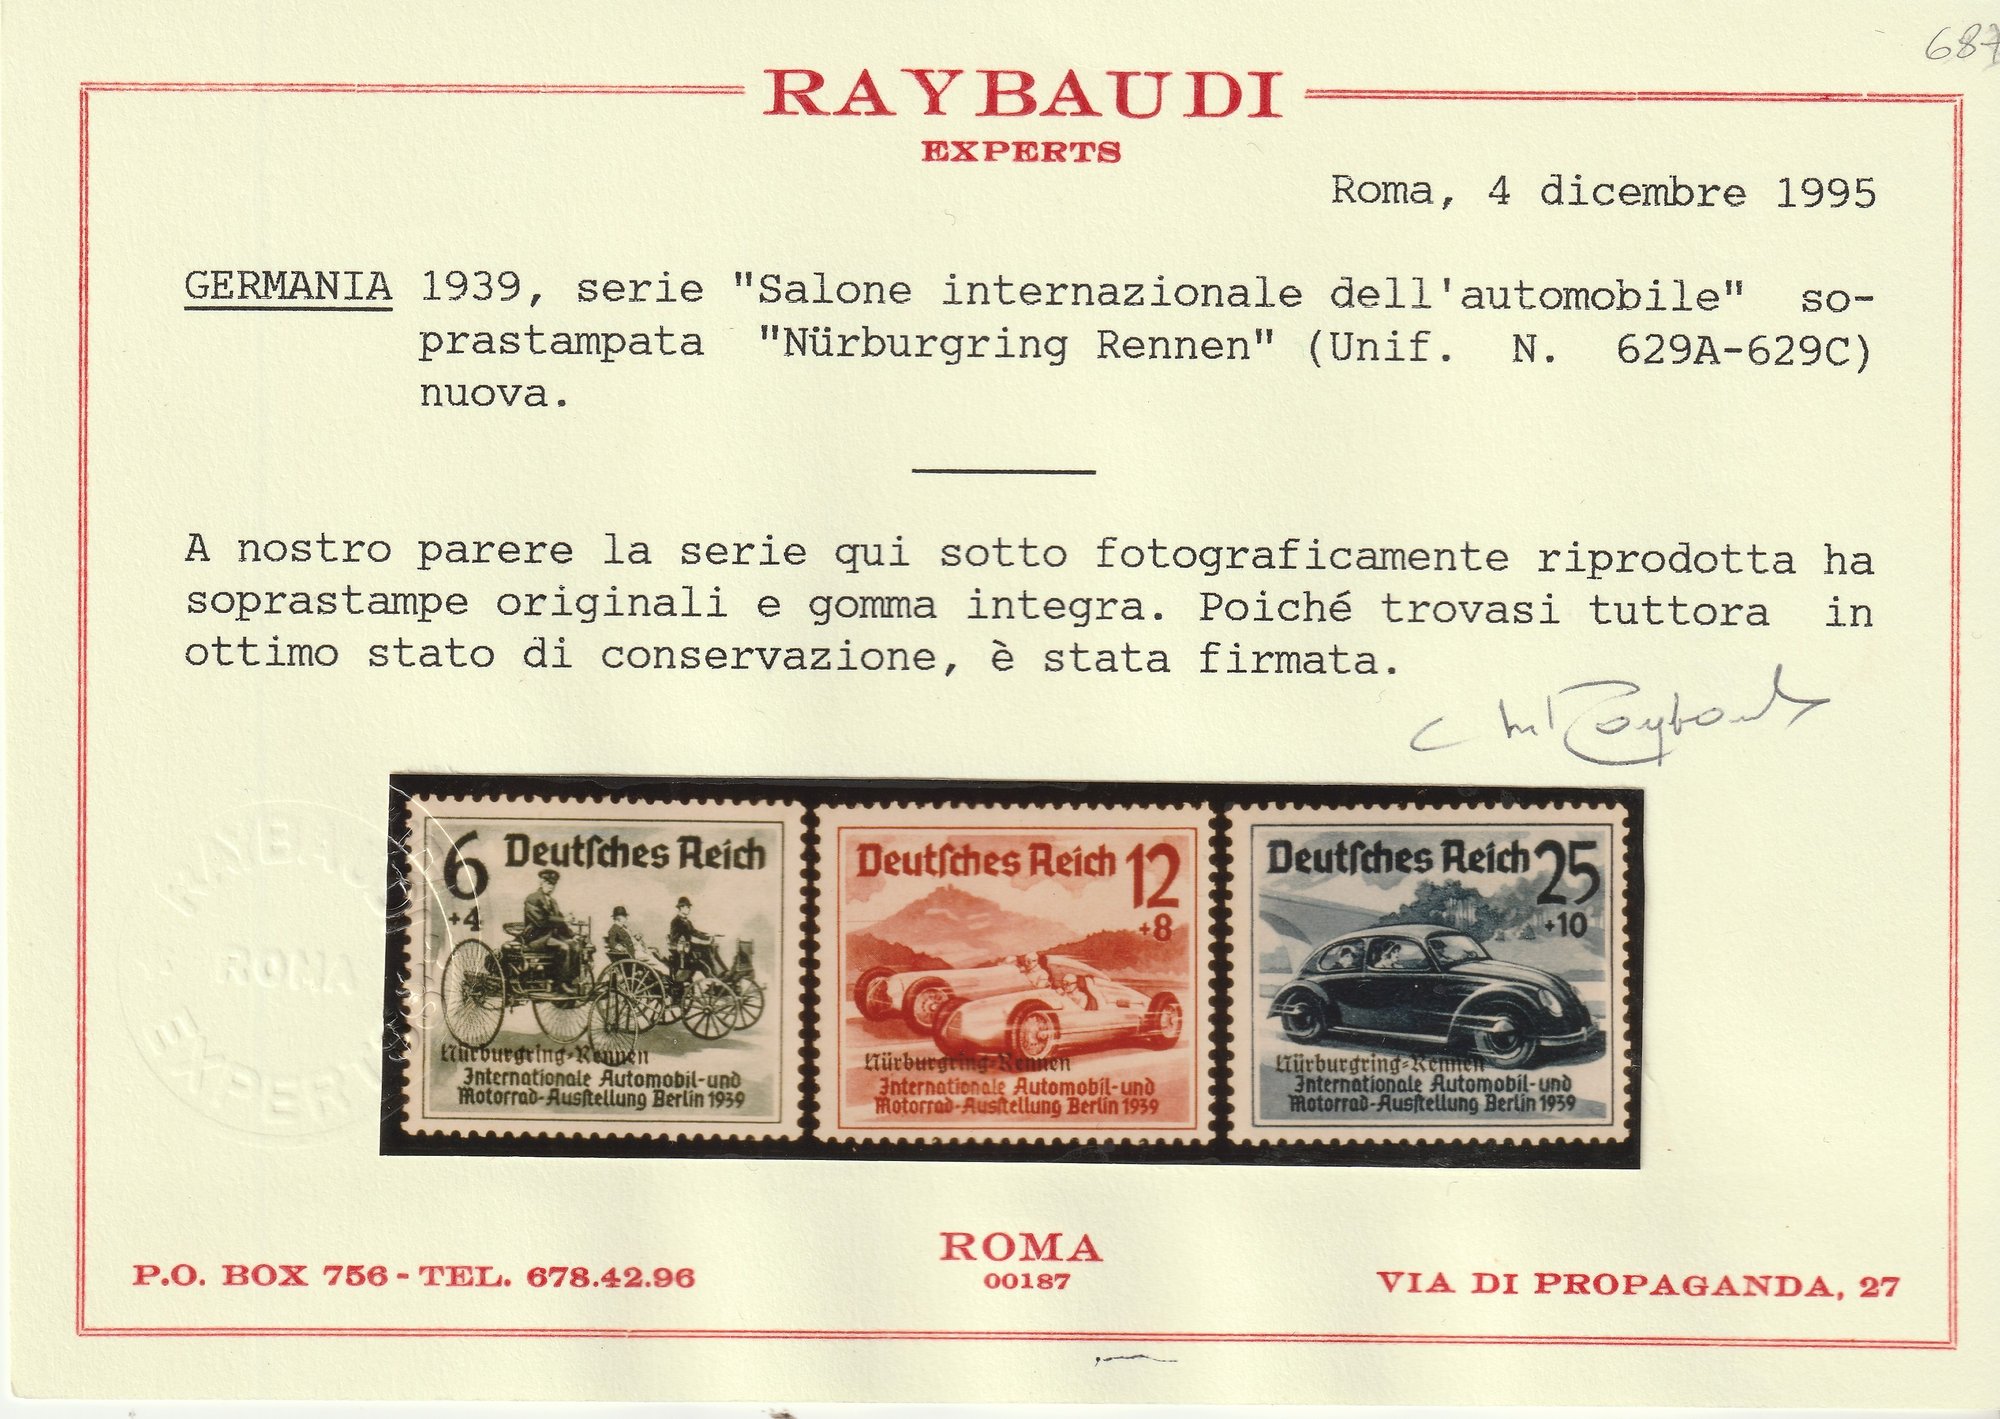 RAYBAUDI
EXPERTS
Roma, 4 dicembre 1995
GERMANIA 1939, serie "Salone internazionale dell'automobile" so-
prastampata "Nürburgring Rennen" (Unif. N. 629A-629C)
nuova.
A nostro parere la serie qui sotto fotograficamente riprodotta ha
soprastampe originali e gomma integra. Poiché trovasi tuttora in
ottimo stato di conservazione, è stata firmata.
RAYBAUDI
ROMA
EXPERTS
6 Deutsches Reich
+4
Nürburgring-Rennen
Internationale Automobil-und
Motorrad-Ausstellung Berlin 1939
Deutsches Reich 12
+8
Nürburgring-Rennen
Internationale Automobil-und
Motorrad-Ausstellung Berlin 1939
Deutsches Reich 25
+10
Nürburgring-Rennen
Internationale Automobil-und
Motorrad-Ausstellung Berlin 1939
P.O. BOX 756 - TEL. 678.42.96
ROMA
00187
VIA DI PROPAGANDA, 27